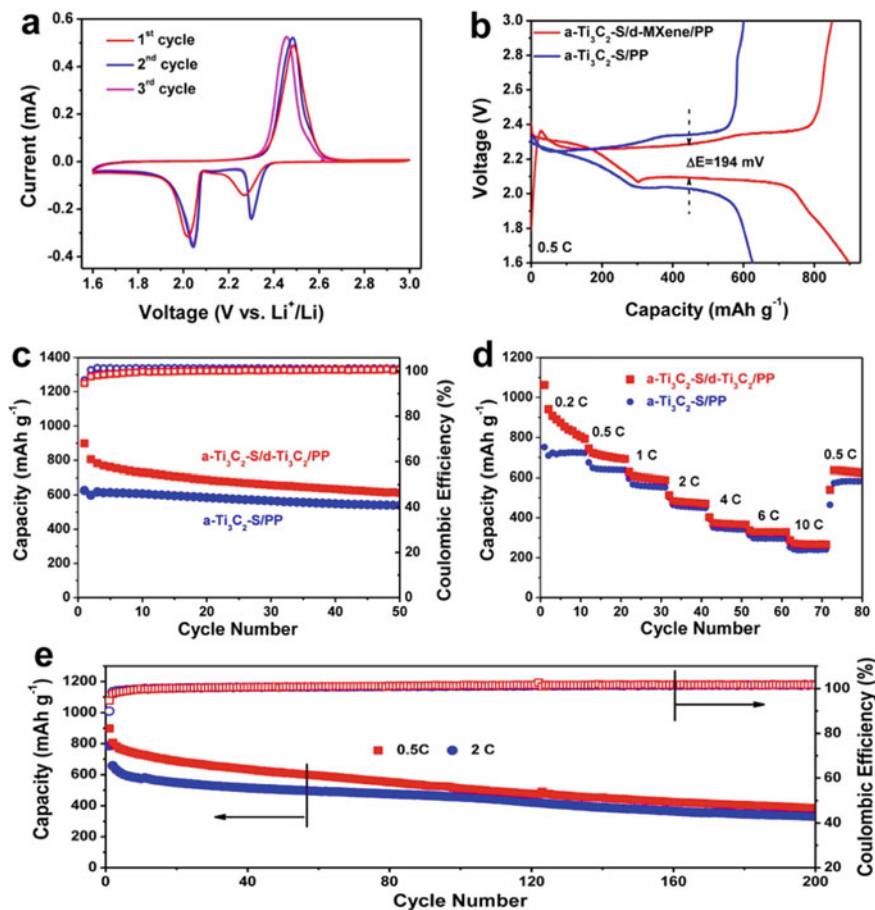 a
1st cycle
2nd cycle
3rd cycle
Current (mA)
0.6
0.4
0.2
0.0
-0.2
-0.4
1.6
1.8
2.0
2.2
2.4
2.6
2.8
3.0
Voltage (V vs. Li+/Li)
b
a-Ti3C2-S/d-MXene/PP
a-Ti3C2-S/PP
ΔE=194 mV
0.5 C
Voltage (V)
3.0
2.8
2.6
2.4
2.2
2.0
1.8
1.6
0
200
400
600
800
Capacity (mAh g-1)
c
a-Ti3C2-S/d-Ti3C2/PP
a-Ti3C2-S/PP
Capacity (mAh g-1)
1400
1200
1000
800
600
400
200
0
0
10
20
30
40
50
Cycle Number
100
80
60
40
20
0
Coulombic Efficiency (%)
d
a-Ti3C2-S/d-Ti3C2/PP
a-Ti3C2-S/PP
0.2 C
0.5 C
1 C
2 C
4 C
6 C
10 C
0.5 C
Capacity (mAh g-1)
1200
1000
800
600
400
200
0
0
10
20
30
40
50
60
70
80
Cycle Number
e
0.5C
2 C
Capacity (mAh g-1)
1200
1000
800
600
400
200
0
0
40
80
120
160
200
Cycle Number
100
80
60
40
20
Coulombic Efficiency (%)